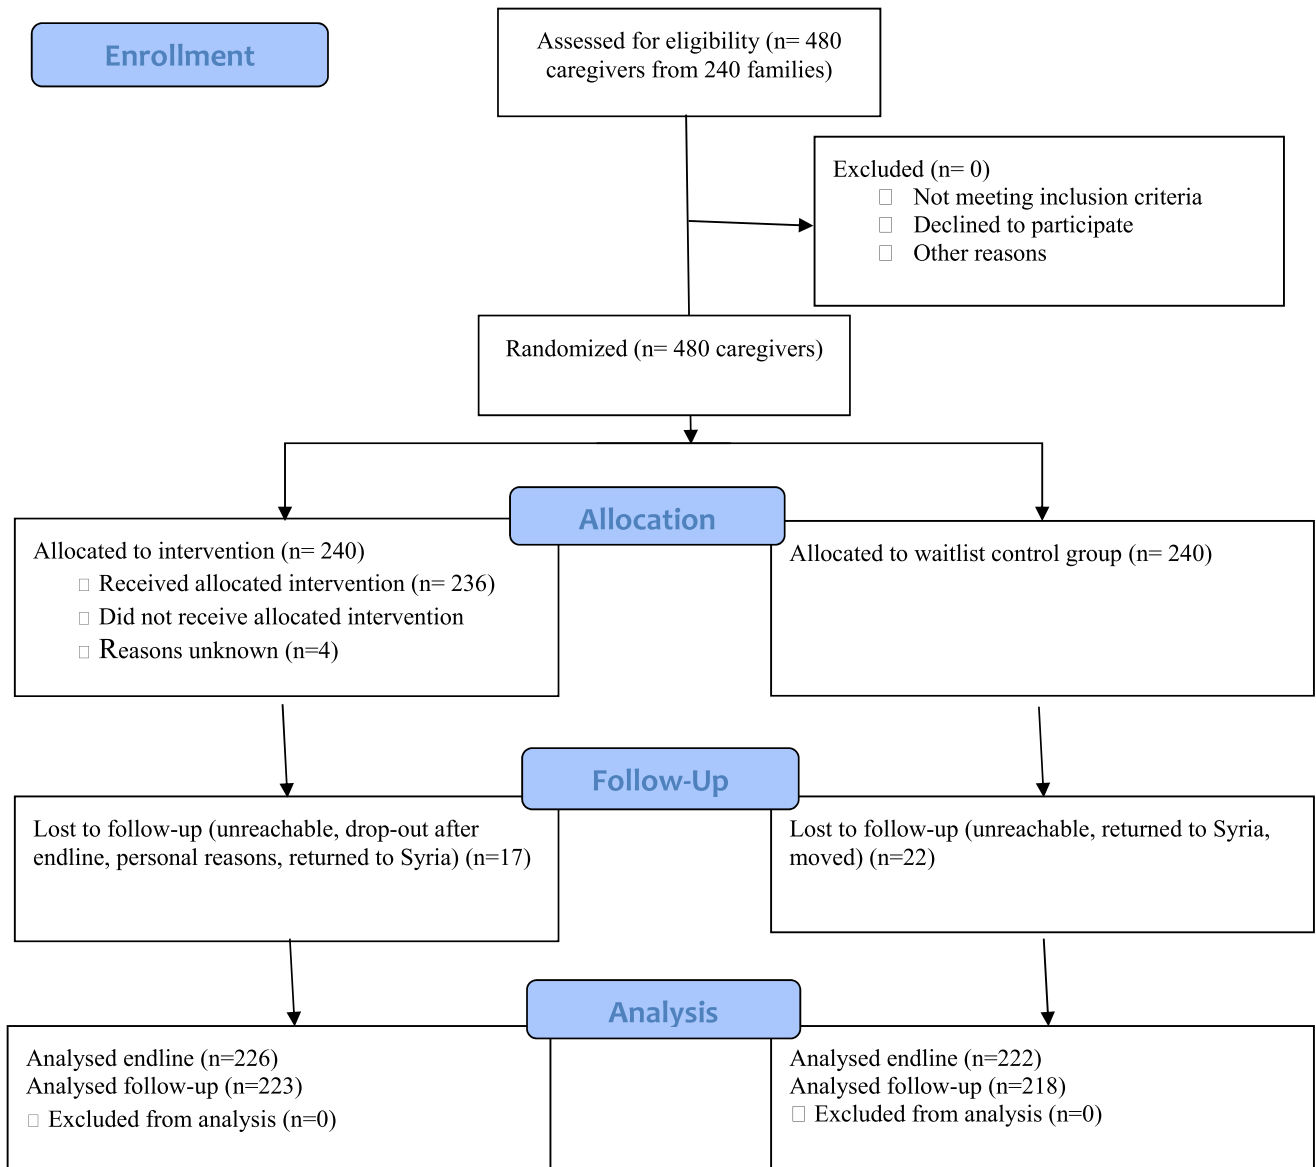 Enrollment
Assessed for eligibility (n= 480
caregivers from 240 families)
Excluded (n= 0)
Not meeting inclusion criteria
Declined to participate
Other reasons
Randomized (n= 480 caregivers)
Allocation
Allocated to intervention (n= 240)
Received allocated intervention (n= 236)
Did not receive allocated intervention
Reasons unknown (n=4)
Allocated to waitlist control group (n= 240)
Follow-Up
Lost to follow-up (unreachable, drop-out after
endline, personal reasons, returned to Syria) (n=17)
Lost to follow-up (unreachable, returned to Syria,
moved) (n=22)
Analysis
Analysed endline (n=226)
Analysed follow-up (n=223)
Excluded from analysis (n=0)
Analysed endline (n=222)
Analysed follow-up (n=218)
Excluded from analysis (n=0)